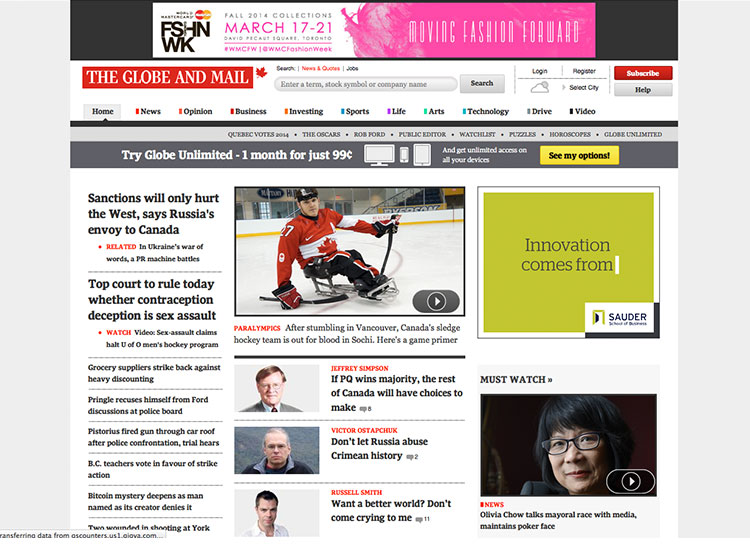 WORLD
MASTERCARD
FSHN
WK
FALL 2014 COLLECTIONS
MARCH 17-21
DAVID PECAUT SQUARE, TORONTO
#WMCFW | @WMCFashionWeek
MOVING FASHION FORWARD
THE GLOBE AND MAIL
Search: News & Quotes Jobs
Enter a term, stock symbol or company name
Search
Login
Register
Select City
Subscribe
Help
Home News Opinion Business Investing Sports Life Arts Technology Drive Video
QUEBEC VOTES 2014 • THE OSCARS • ROB FORD • PUBLIC EDITOR • WATCHLIST • PUZZLES • HOROSCOPES • GLOBE UNLIMITED
Try Globe Unlimited - 1 month for just 99¢
And get unlimited access on
all your devices
See my options!
Sanctions will only hurt
the West, says Russia's
envoy to Canada
• RELATED In Ukraine's war of
words, a PR machine battles
Top court to rule today
whether contraception
deception is sex assault
• WATCH Video: Sex-assault claims
halt U of O men's hockey program
Grocery suppliers strike back against
heavy discounting
Pringle recuses himself from Ford
discussions at police board
Pistorius fired gun through car roof
after police confrontation, trial hears
B.C. teachers vote in favour of strike
action
Bitcoin mystery deepens as man
named as its creator denies it
Two wounded in shooting at York
27
PARALYMPICS After stumbling in Vancouver, Canada's sledge
hockey team is out for blood in Sochi. Here's a game primer
JEFFREY SIMPSON
If PQ wins majority, the rest
of Canada will have choices to
make 8
VICTOR OSTAPCHUK
Don't let Russia abuse
Crimean history 2
RUSSELL SMITH
Want a better world? Don't
come crying to me 11
Innovation
comes from
SAUDER
School of Business
MUST WATCH »
NEWS
Olivia Chow talks mayoral race with media,
maintains poker face